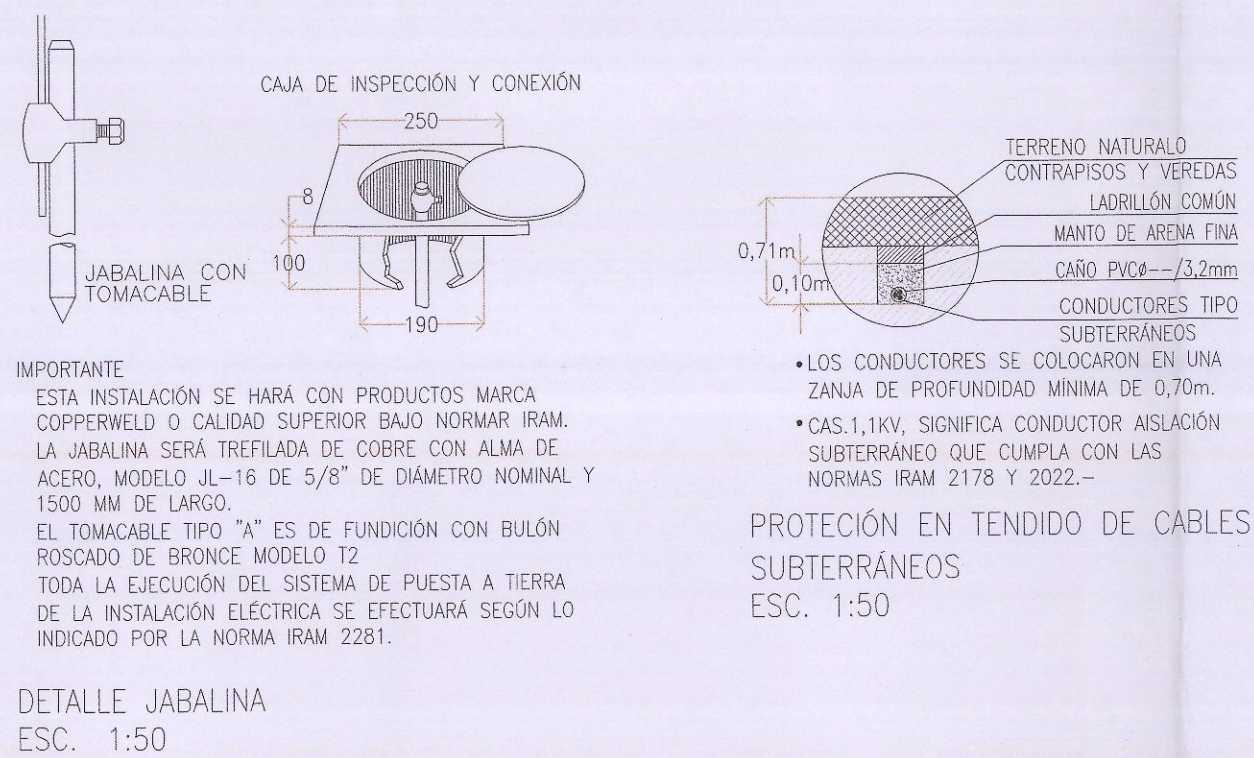 CAJA DE INSPECCIÓN Y CONEXIÓN
250
8
100
190
JABALINA CON
TOMACABLE
IMPORTANTE
ESTA INSTALACIÓN SE HARÁ CON PRODUCTOS MARCA
COPPERWELD O CALIDAD SUPERIOR BAJO NORMAR IRAM.
LA JABALINA SERÁ TREFILADA DE COBRE CON ALMA DE
ACERO, MODELO JL-16 DE 5/8" DE DIÁMETRO NOMINAL Y
1500 MM DE LARGO.
EL TOMACABLE TIPO "A" ES DE FUNDICIÓN CON BULÓN
ROSCADO DE BRONCE MODELO T2
TODA LA EJECUCIÓN DEL SISTEMA DE PUESTA A TIERRA
DE LA INSTALACIÓN ELÉCTRICA SE EFECTUARÁ SEGÚN LO
INDICADO POR LA NORMA IRAM 2281.
DETALLE JABALINA
ESC. 1:50
TERRENO NATURALO
CONTRAPISOS Y VEREDAS
LADRILLÓN COMÚN
MANTO DE ARENA FINA
CAÑO PVCø--/3,2mm
CONDUCTORES TIPO
SUBTERRÁNEOS
0,71m
0,10m
• LOS CONDUCTORES SE COLOCARON EN UNA
ZANJA DE PROFUNDIDAD MÍNIMA DE 0,70m.
• CAS.1,1KV, SIGNIFICA CONDUCTOR AISLACIÓN
SUBTERRÁNEO QUE CUMPLA CON LAS
NORMAS IRAM 2178 Y 2022.-
PROTECIÓN EN TENDIDO DE CABLES
SUBTERRÁNEOS
ESC. 1:50